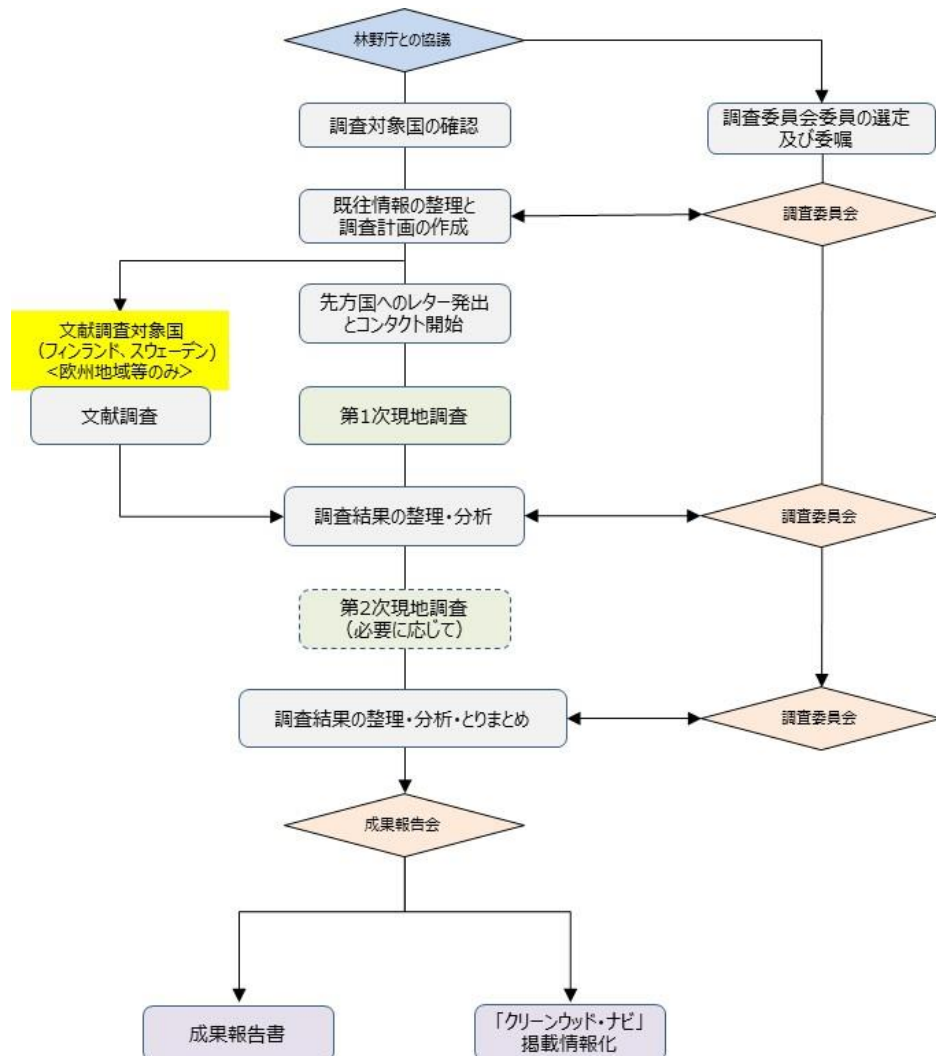 林野庁との協議
調査対象国の確認
調査委員会委員の選定
及び委嘱
既往情報の整理と
調査計画の作成
調査委員会
先方国へのレター発出
とコンタクト開始
文献調査対象国
(フィンランド、スウェーデン)
<欧州地域等のみ>
文献調査
第1次現地調査
調査結果の整理・分析
調査委員会
第2次現地調査
(必要に応じて)
調査結果の整理・分析・とりまとめ
調査委員会
成果報告会
成果報告書
「クリーンウッド・ナビ」
掲載情報化